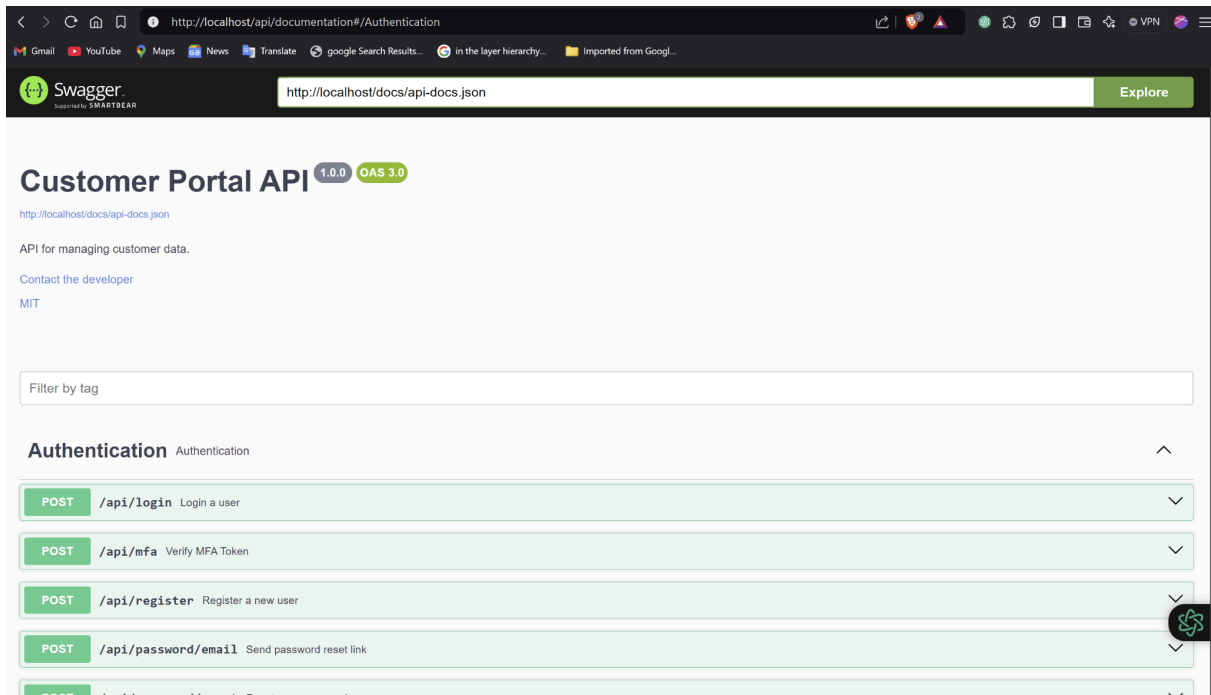 http://localhost/api/documentation#/Authentication
2
VPN
Gmail YouTube Maps News Translate google Search Results... in the layer hierarchy... Imported from Googl...
Swagger.
Supported by SMARTBEAR
http://localhost/docs/api-docs.json
Explore
Customer Portal API 1.0.0 OAS 3.0
http://localhost/docs/api-docs.json
API for managing customer data.
Contact the developer
MIT
Filter by tag
Authentication Authentication
POST /api/login Login a user
POST /api/mfa Verify MFA Token
POST /api/register Register a new user
POST /api/password/email Send password reset link